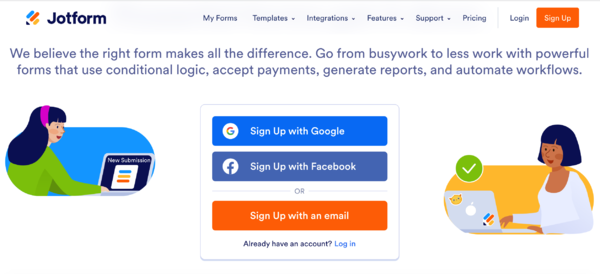 Jotform
My Forms Templates Integrations Features Support Pricing Login Sign Up
We believe the right form makes all the difference. Go from busywork to less work with powerful
forms that use conditional logic, accept payments, generate reports, and automate workflows.
New Submission
Sign Up with Google
Sign Up with Facebook
OR
Sign Up with an email
Already have an account? Log in